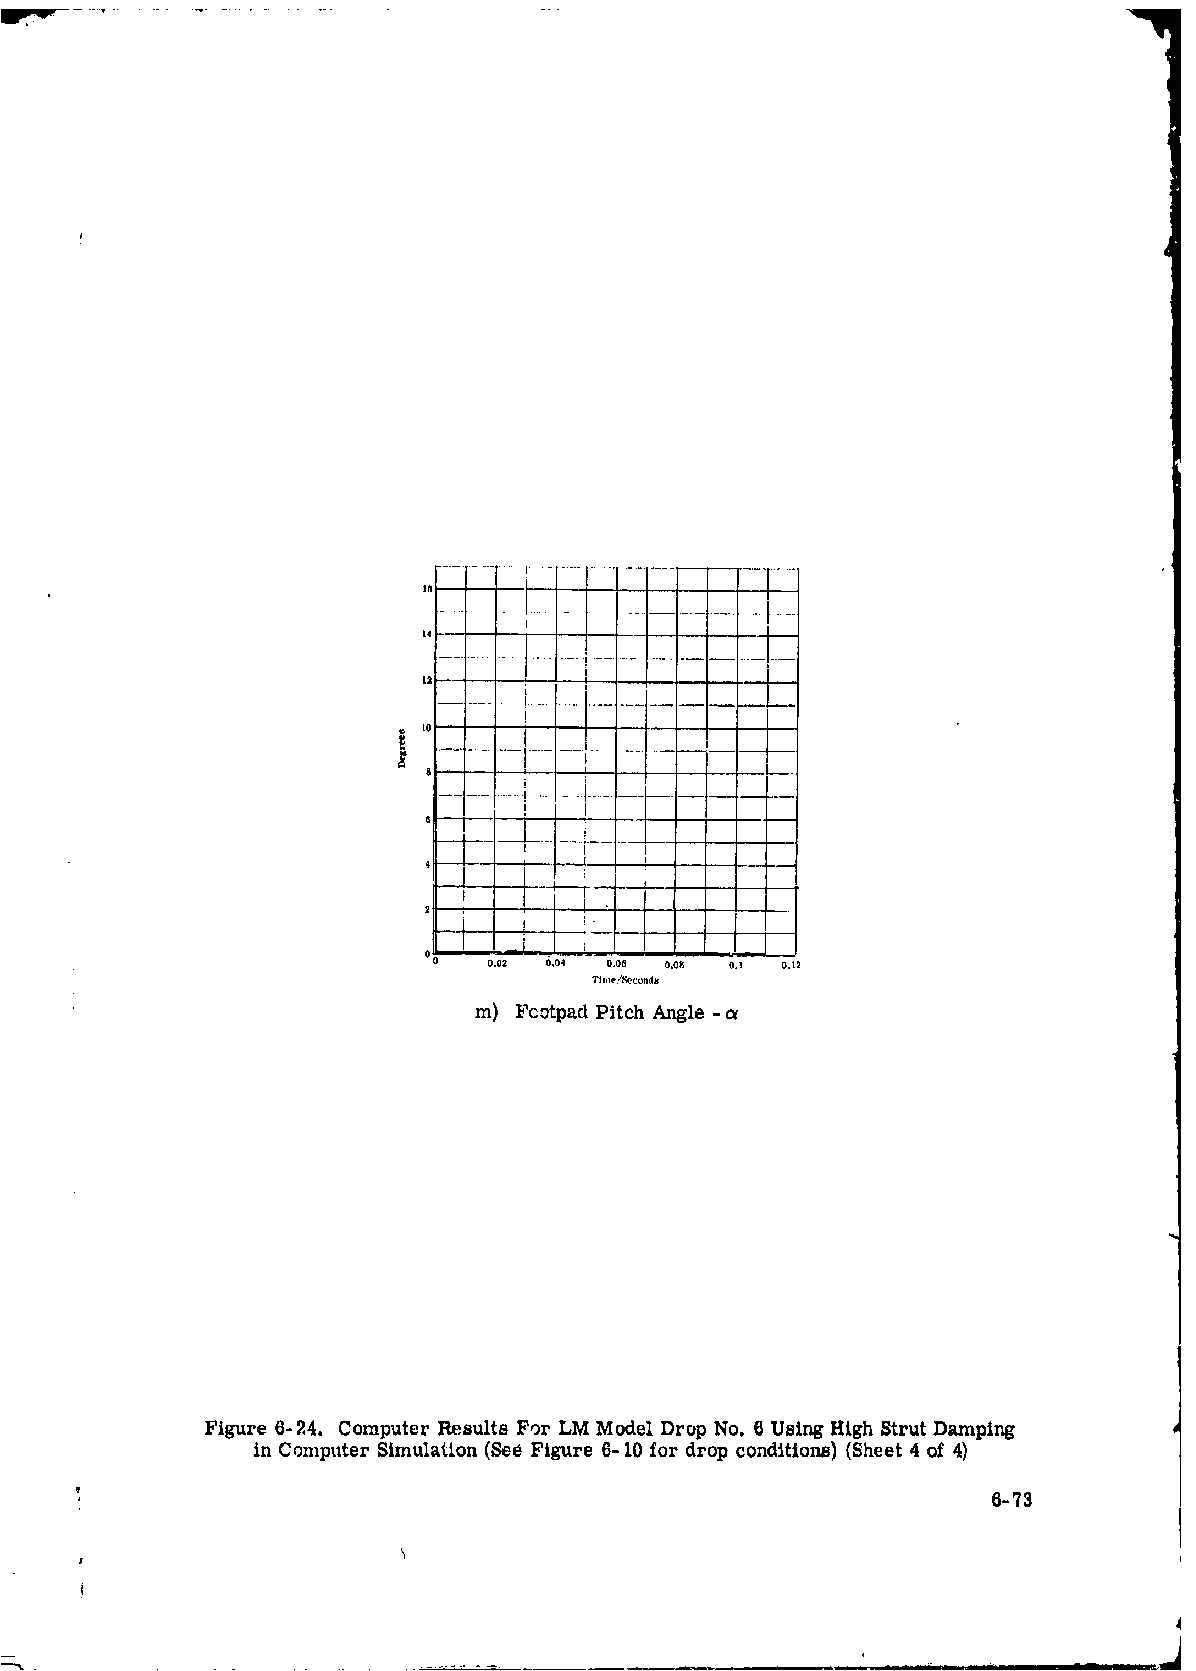 16
14
12
10
8
6
4
2
0
Degrees
0 0.02 0.04 0.06 0.08 0.1 0.12
Time/Seconds
m) Footpad Pitch Angle - α
Figure 6-24. Computer Results For LM Model Drop No. 6 Using High Strut Damping
in Computer Simulation (See Figure 6-10 for drop conditions) (Sheet 4 of 4)
6-73